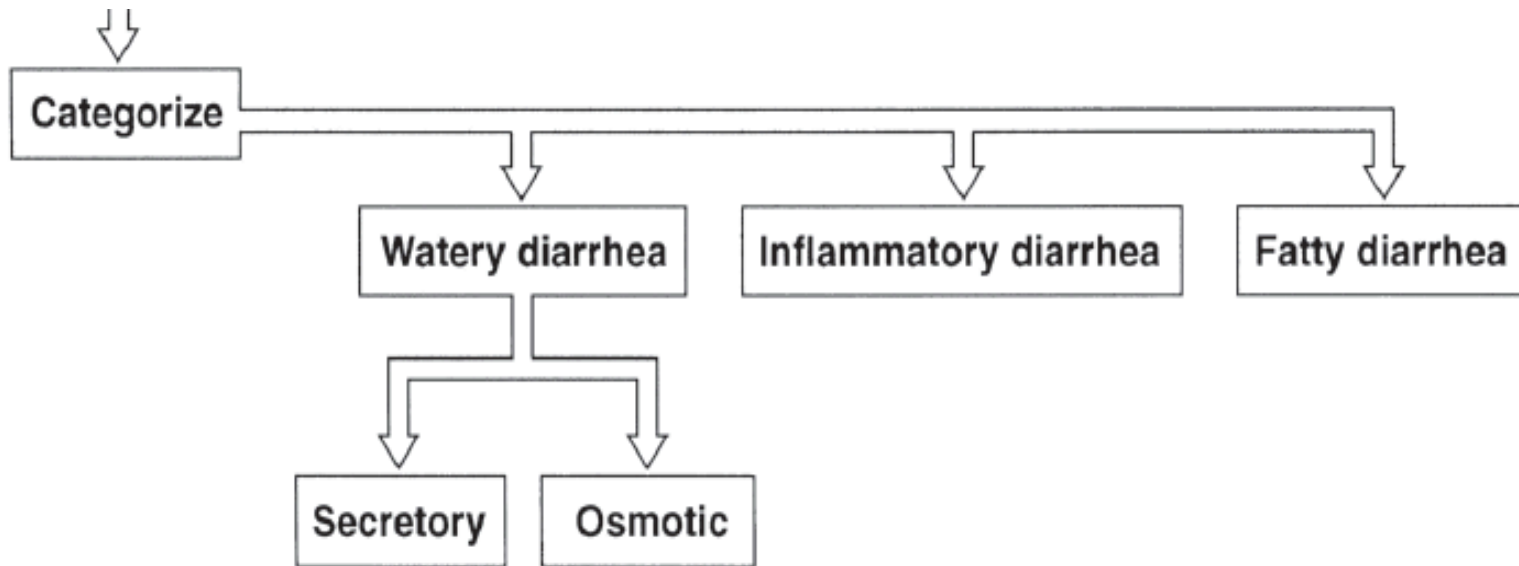 Categorize
Watery diarrhea
Inflammatory diarrhea
Fatty diarrhea
Secretory
Osmotic